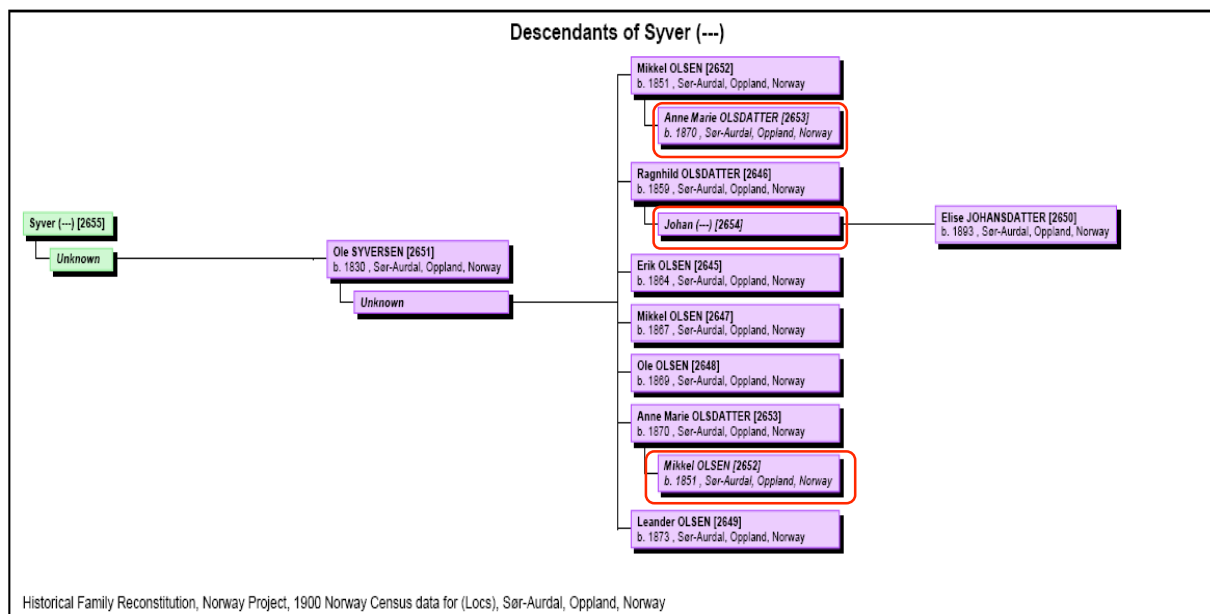 Descendants of Syver (---)
Mikkel OLSEN [2652]
b. 1851 , Sør-Aurdal, Oppland, Norway
Anne Marie OLSDATTER [2653]
b. 1870 , Sør-Aurdal, Oppland, Norway
Ragnhild OLSDATTER [2646]
b. 1859 , Sør-Aurdal, Oppland, Norway
Johan (---) [2654]
Elise JOHANSDATTER [2650]
b. 1893 , Sør-Aurdal, Oppland, Norway
Syver (---) [2655]
Unknown
Ole SYVERSEN [2651]
b. 1830 , Sør-Aurdal, Oppland, Norway
Unknown
Erik OLSEN [2645]
b. 1864 , Sør-Aurdal, Oppland, Norway
Mikkel OLSEN [2647]
b. 1867 , Sør-Aurdal, Oppland, Norway
Ole OLSEN [2648]
b. 1869 , Sør-Aurdal, Oppland, Norway
Anne Marie OLSDATTER [2653]
b. 1870 , Sør-Aurdal, Oppland, Norway
Mikkel OLSEN [2652]
b. 1851 , Sør-Aurdal, Oppland, Norway
Leander OLSEN [2649]
b. 1873 , Sør-Aurdal, Oppland, Norway
Historical Family Reconstitution, Norway Project, 1900 Norway Census data for (Locs), Sør-Aurdal, Oppland, Norway